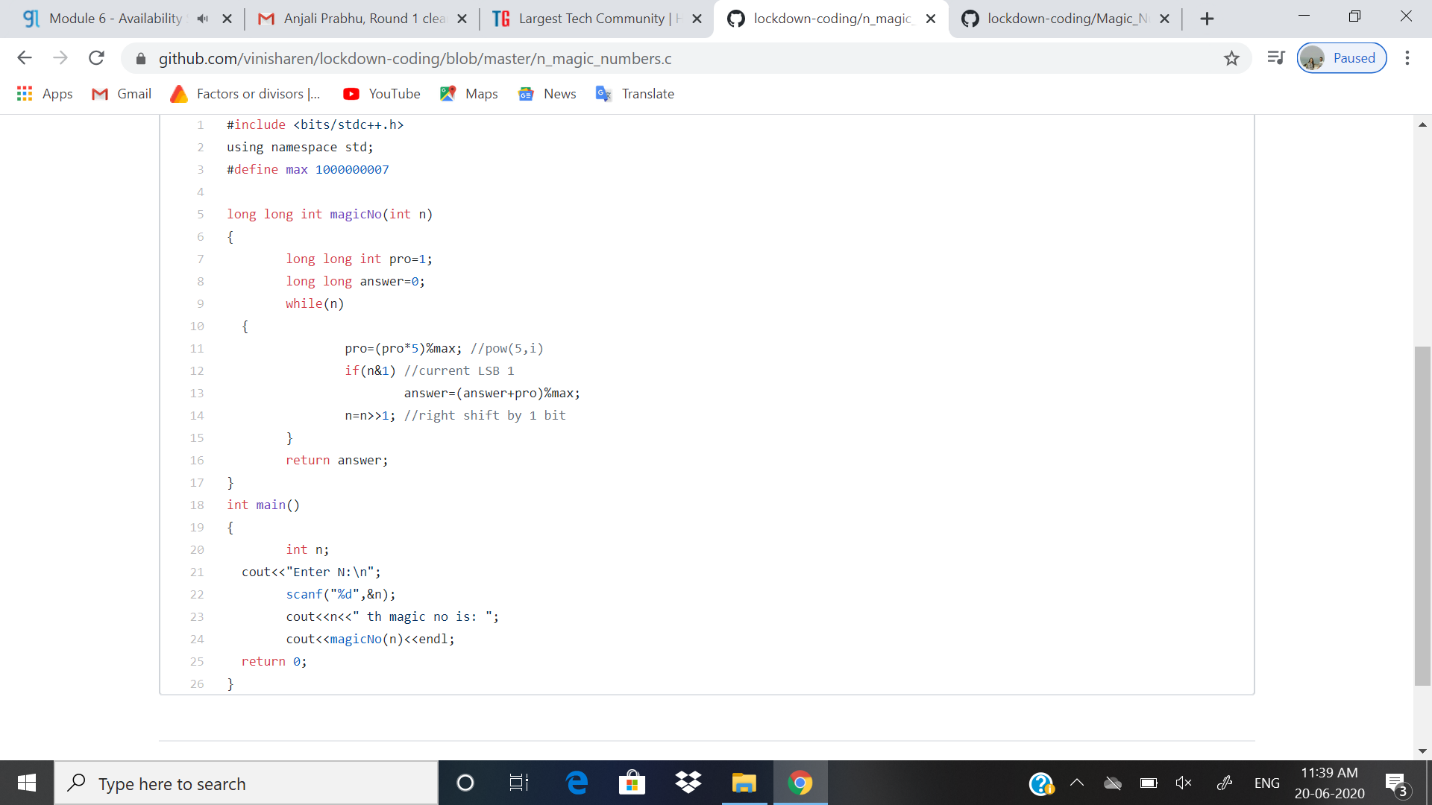 Module 6 - Availability
Anjali Prabhu, Round 1 clea
TG Largest Tech Community |
lockdown-coding/n_magic_
lockdown-coding/Magic_N
github.com/vinisharen/lockdown-coding/blob/master/n_magic_numbers.c
Paused
Apps
Gmail
Factors or divisors |...
YouTube
Maps
News
Translate
1 #include <bits/stdc++.h>
2 using namespace std;
3 #define max 1000000007
4
5 long long int magicNo(int n)
6 {
7 long long int pro=1;
8 long long answer=0;
9 while(n)
10 {
11 pro=(pro*5)%max; //pow(5,i)
12 if(n&1) //current LSB 1
13 answer=(answer+pro)%max;
14 n=n>>1; //right shift by 1 bit
15 }
16 return answer;
17 }
18 int main()
19 {
20 int n;
21 cout<<"Enter N:\n";
22 scanf("%d",&n);
23 cout<<n<<" th magic no is: ";
24 cout<<magicNo(n)<<endl;
25 return 0;
26 }
Type here to search
ENG
11:39 AM
20-06-2020
3